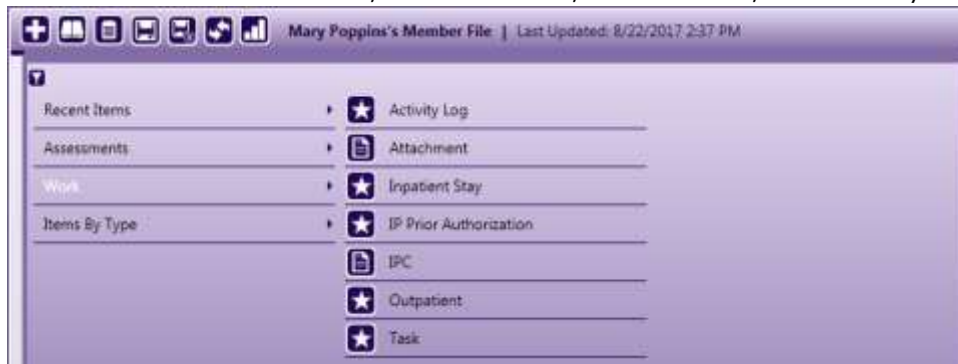 Mary Poppins's Member File | Last Updated: 8/22/2017 2:37 PM
Recent Items
Assessments
Work
Items By Type
Activity Log
Attachment
Inpatient Stay
IP Prior Authorization
IPC
Outpatient
Task